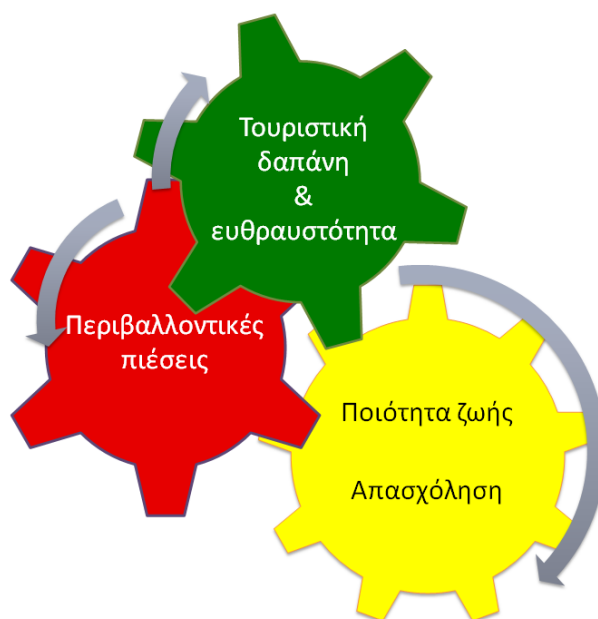 Τουριστική
δαπάνη
&
ευθραυστότητα
Περιβαλλοντικές
πιέσεις
Ποιότητα ζωής
Απασχόληση